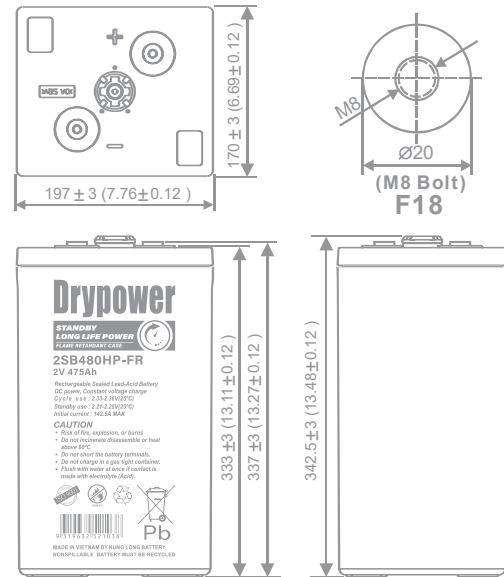 +
−
170 ± 3 (6.69 ± 0.12 )
197 ± 3 (7.76±0.12 )
M8
Ø20
(M8 Bolt)
F18
Drypower
STANDBY
LONG LIFE POWER
FLAME RETARDANT CASE
2SB480HP-FR
2V 475Ah
Rechargeable Sealed Lead-Acid Battery
DC power, Constant voltage charge
Cycle use : 2.33-2.36V(25°C)
Standby use : 2.21-2.25V(25°C)
Initial current : 142.5A MAX
CAUTION
• Risk of fire, explosion, or burns
• Do not incinerate disassemble or heat
above 60°C
• Do not short the battery terminals.
• Do not charge in a gas tight container.
• Flush with water at once if contact is
made with electrolyte (Acid).
Pb
9 319632 521038
MADE IN VIETNAM BY KUNG LONG BATTERY
NONSPILLABLE BATTERY MUST BE RECYCLED
333 ±3 (13.11±0.12 )
337 ±3 (13.27±0.12 )
342.5±3 (13.48±0.12 )